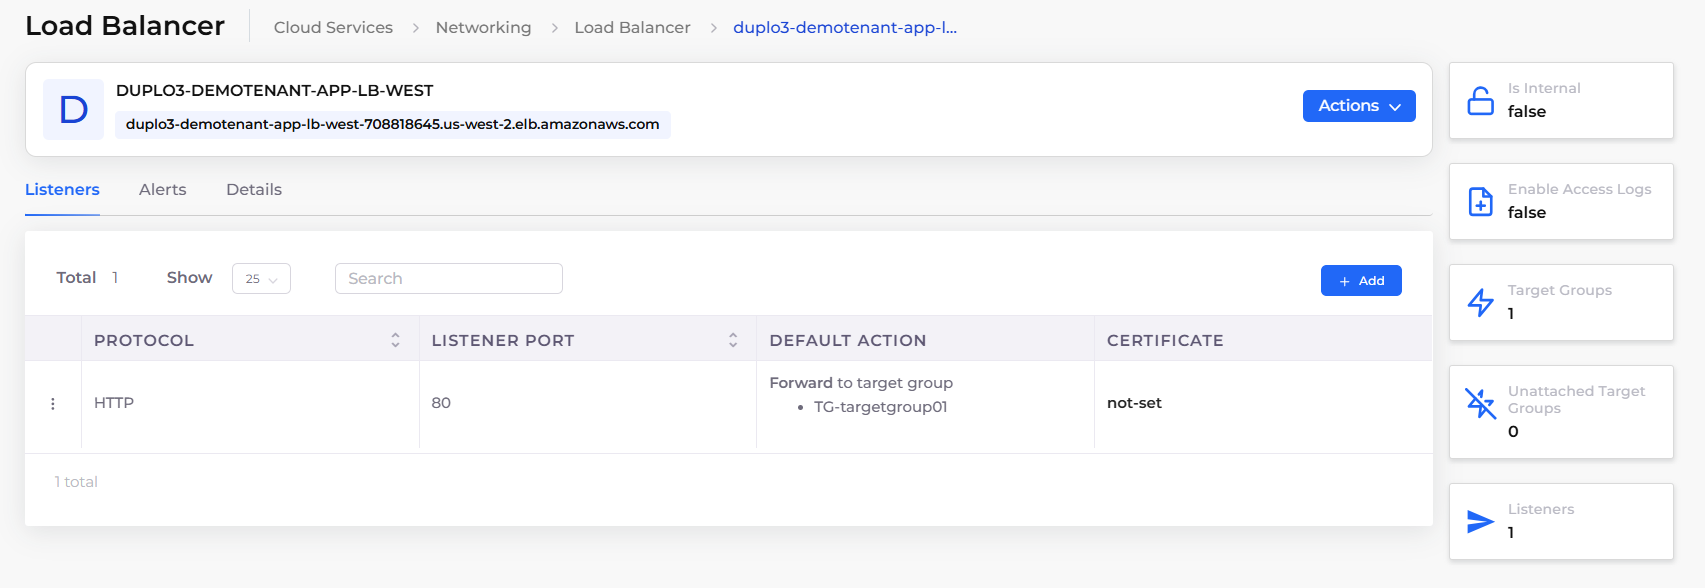 Load Balancer
Cloud Services > Networking > Load Balancer > duplo3-demotenant-app-l...
D
DUPLO3-DEMOTENANT-APP-LB-WEST
duplo3-demotenant-app-lb-west-708818645.us-west-2.elb.amazonaws.com
Actions
Listeners Alerts Details
Total 1 Show 25 Search + Add
PROTOCOL LISTENER PORT DEFAULT ACTION CERTIFICATE
HTTP 80 Forward to target group not-set
• TG-targetgroup01
1 total
Is Internal
false
Enable Access Logs
false
Target Groups
1
Unattached Target
Groups
0
Listeners
1